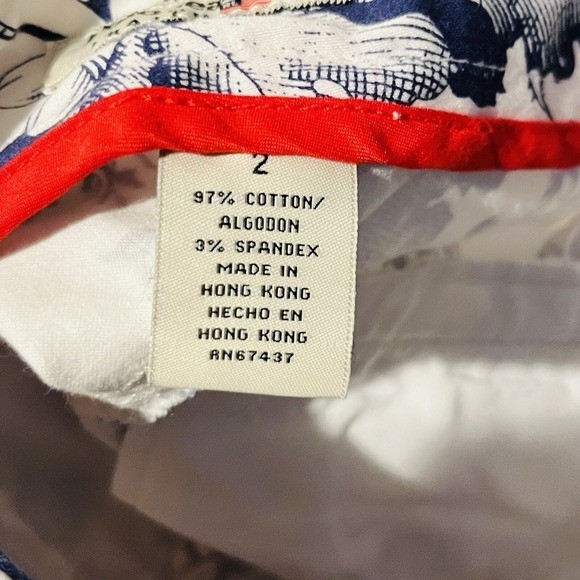 2
97% COTTON/
ALGODON
3% SPANDEX
MADE IN
HONG KONG
HECHO EN
HONG KONG
RN67437